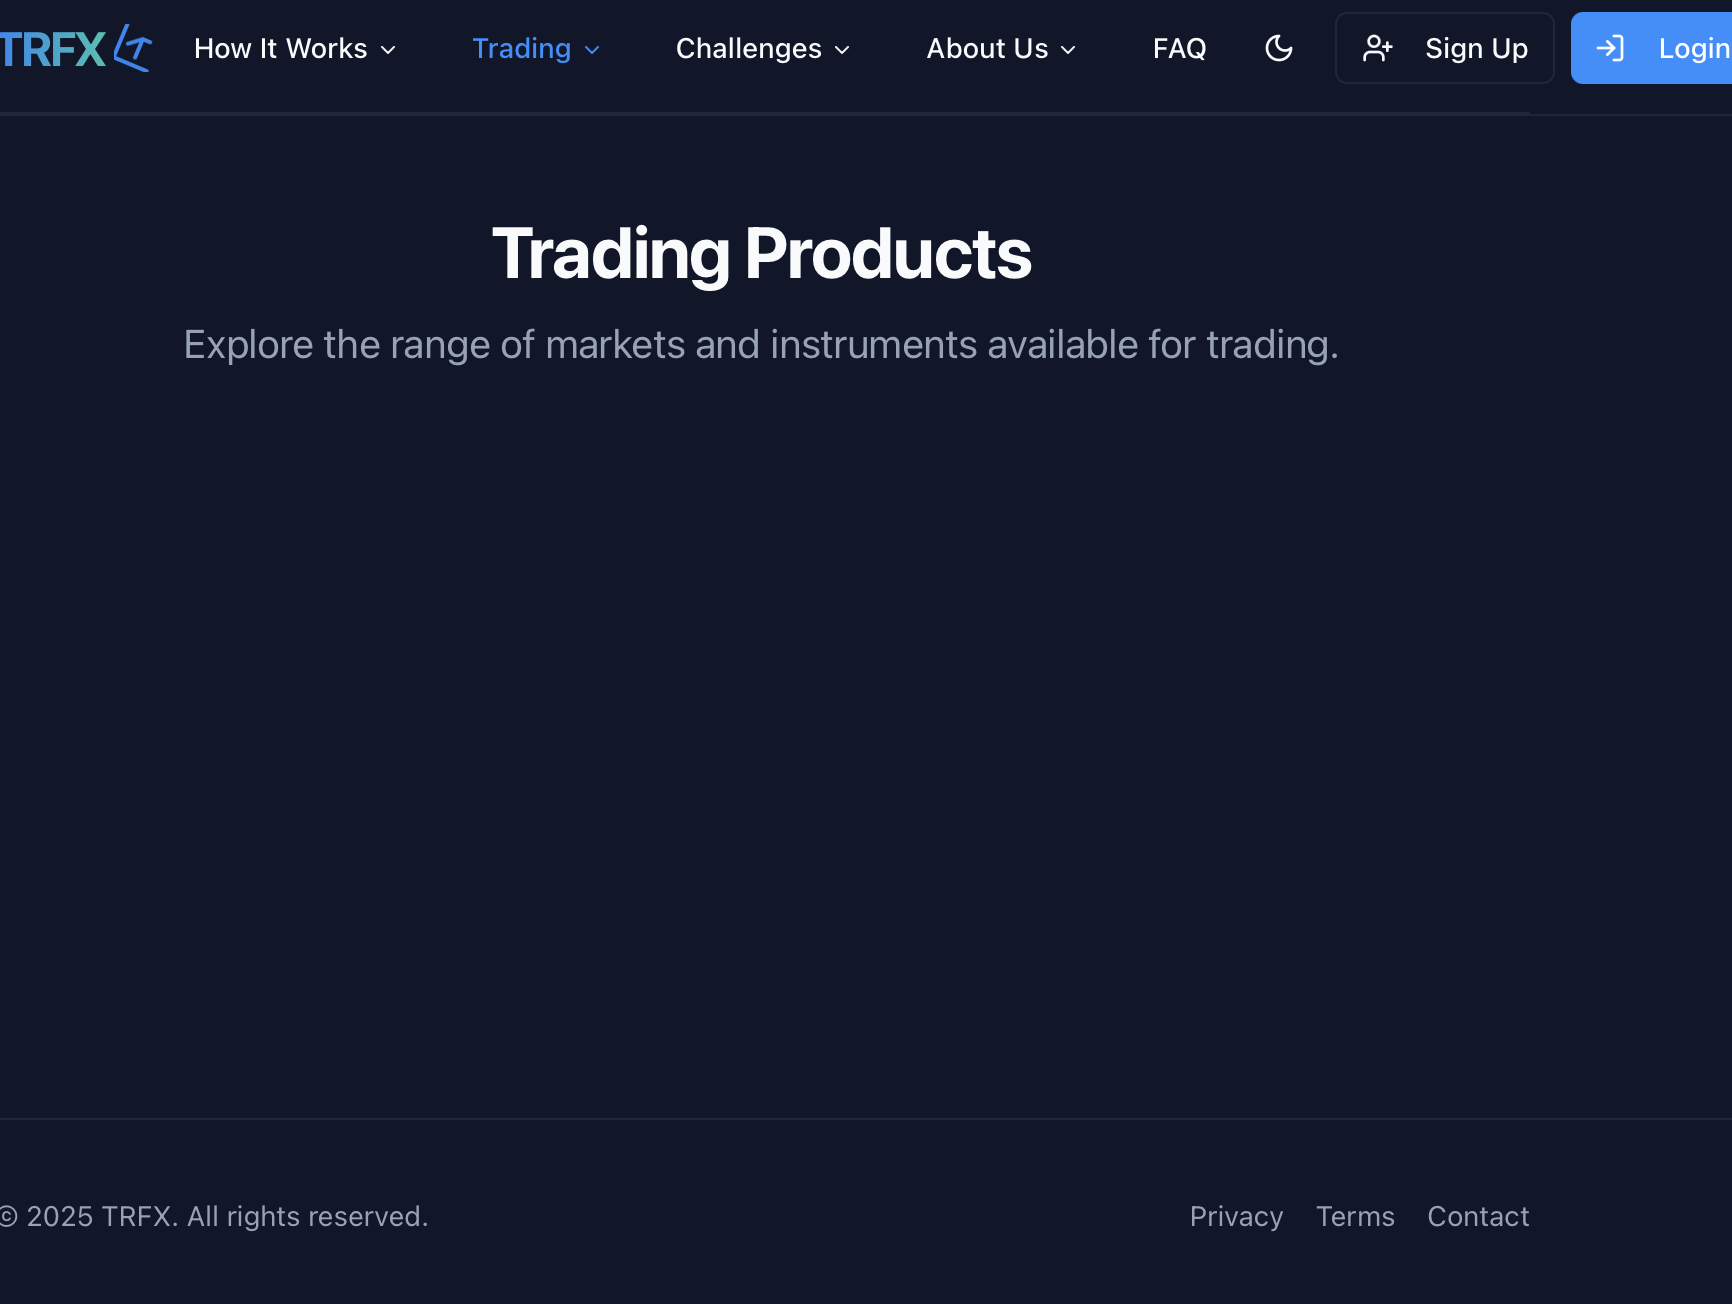 TRFX
How It Works
Trading
Challenges
About Us
FAQ
Sign Up
Login
Trading Products
Explore the range of markets and instruments available for trading.
© 2025 TRFX. All rights reserved.
Privacy
Terms
Contact